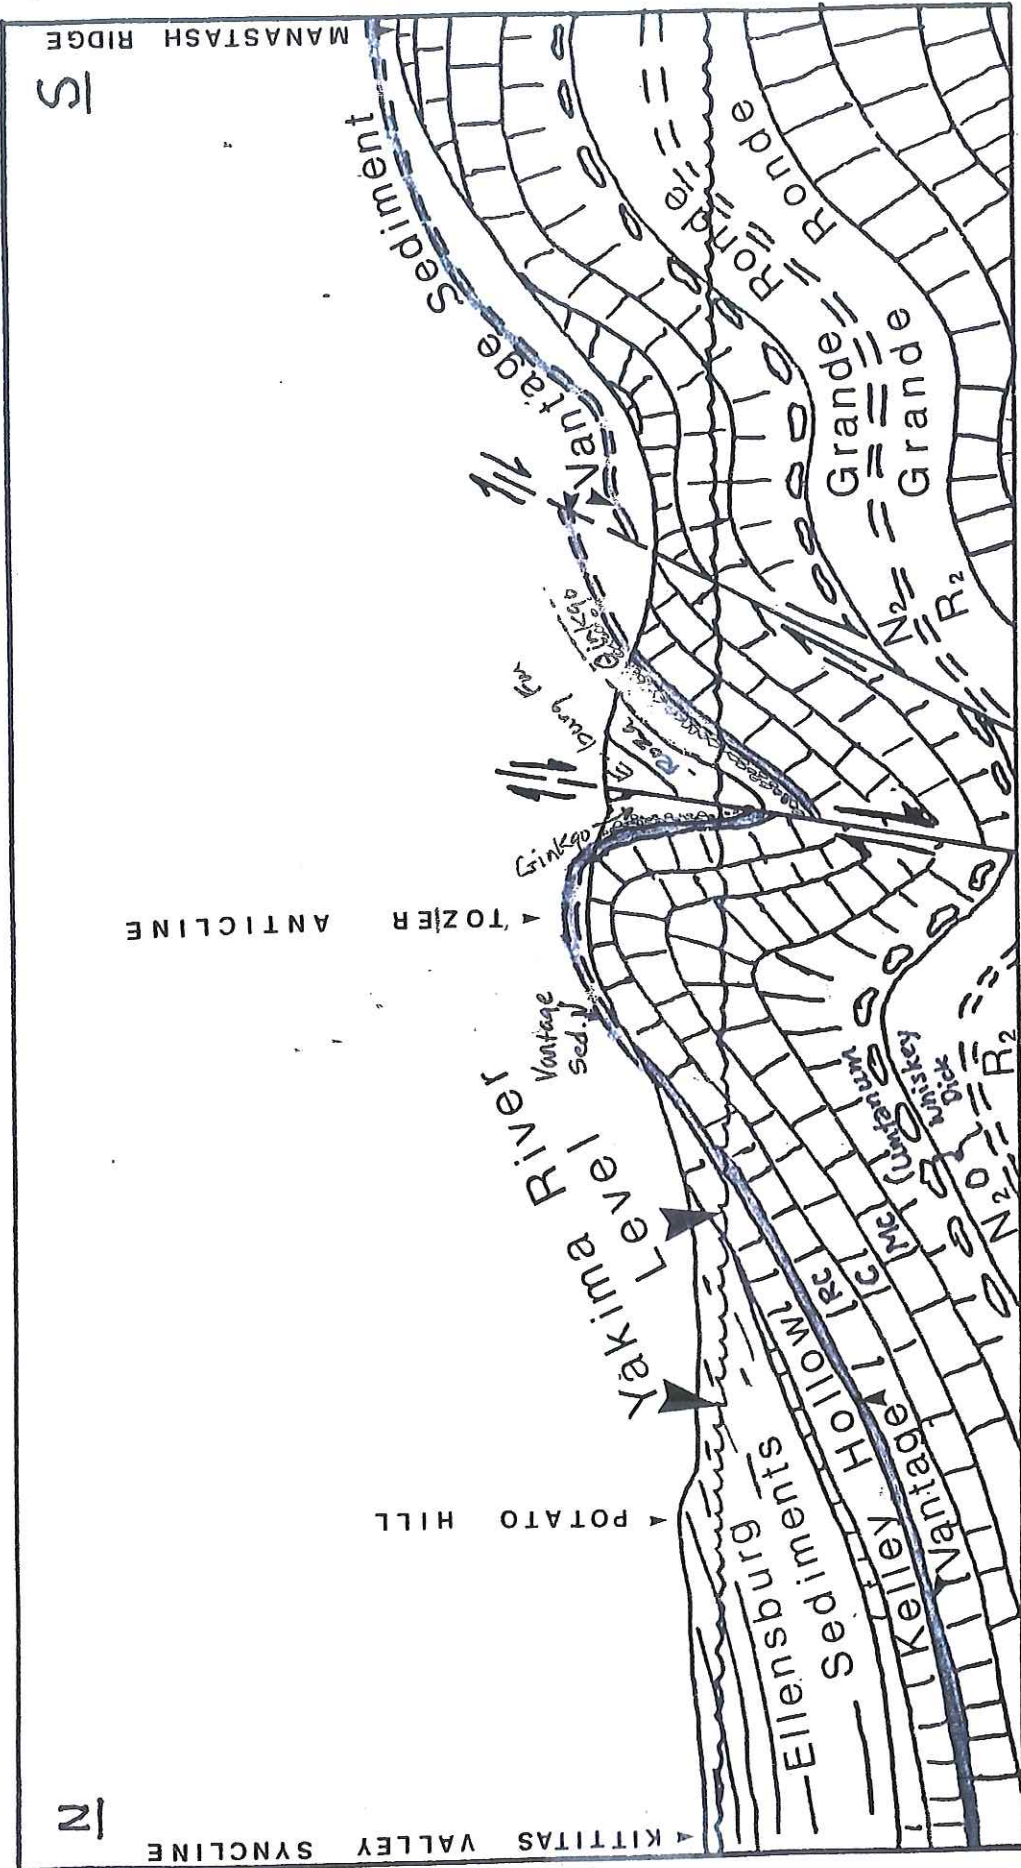 N
S
KITTITAS VALLEY SYNCLINE
POTATO HILL
TOZIER ANTICLINE
MANASTASH RIDGE
Yakima River
Level
Vantage
Sed.
Ginkgo
Roza
Ginkgo
Vantage Sediment
Ellensburg
Sediments
Kelley Hollow
Vantage
RC
C
MC
Umtanum
Whiskey
Dick
N2
R2
N2
R2
Grande Ronde
Grande Ronde